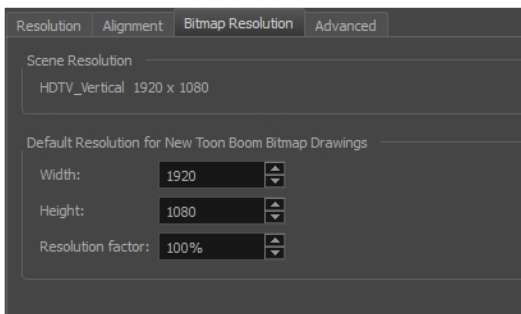 Resolution Alignment Bitmap Resolution Advanced
Scene Resolution
HDTV_Vertical 1920 x 1080
Default Resolution for New Toon Boom Bitmap Drawings
Width: 1920
Height: 1080
Resolution factor: 100%